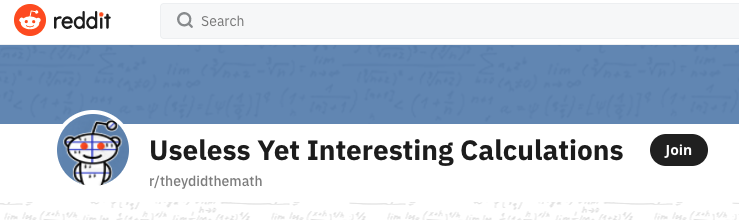 reddit
Search
Useless Yet Interesting Calculations
Join
r/theydidthemath